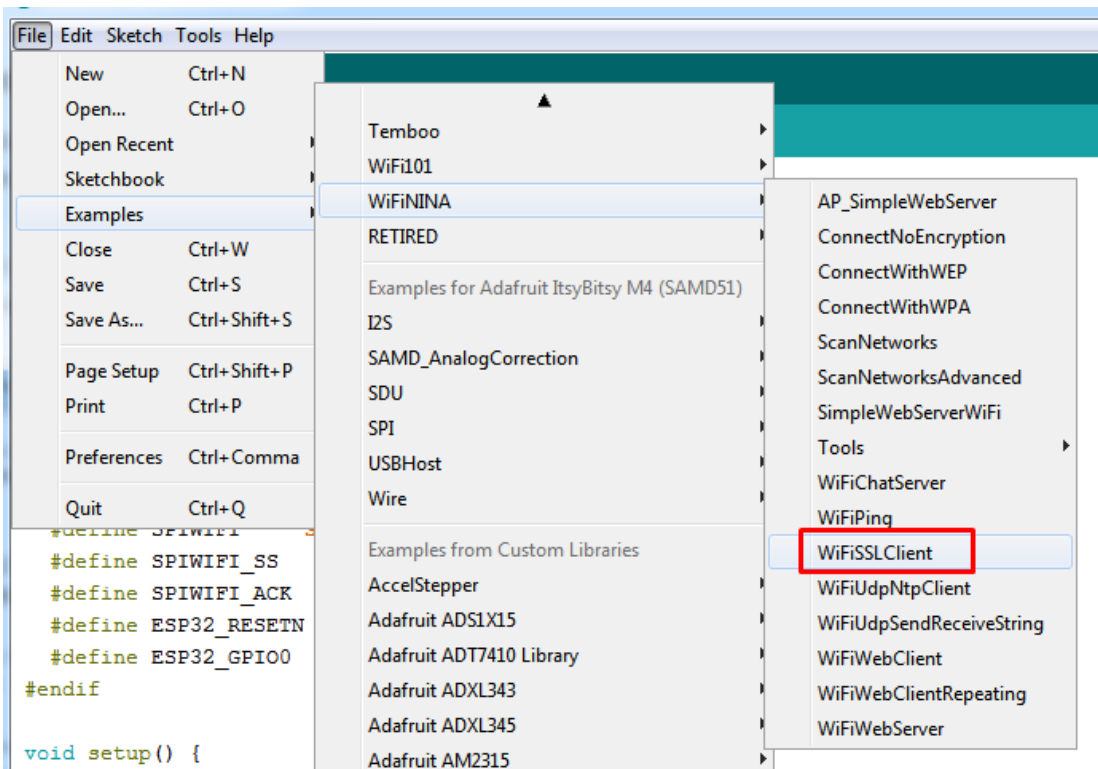 File Edit Sketch Tools Help
New Ctrl+N
Open... Ctrl+O
Open Recent
Sketchbook
Examples
Close Ctrl+W
Save Ctrl+S
Save As... Ctrl+Shift+S
Page Setup Ctrl+Shift+P
Print Ctrl+P
Preferences Ctrl+Comma
Quit Ctrl+Q
Temboo
WiFi101
WiFiNINA
RETIRED
Examples for Adafruit ItsyBitsy M4 (SAMD51)
I2S
SAMD_AnalogCorrection
SDU
SPI
USBHost
Wire
Examples from Custom Libraries
AccelStepper
Adafruit ADS1X15
Adafruit ADT7410 Library
Adafruit ADXL343
Adafruit ADXL345
Adafruit AM2315
AP_SimpleWebServer
ConnectNoEncryption
ConnectWithWEP
ConnectWithWPA
ScanNetworks
ScanNetworksAdvanced
SimpleWebServerWiFi
Tools
WiFiChatServer
WiFiPing
WiFiSSLClient
WiFiUdpNtpClient
WiFiUdpSendReceiveString
WiFiWebClient
WiFiWebClientRepeating
WiFiWebServer
#define SPIWIFI
#define SPIWIFI_SS
#define SPIWIFI_ACK
#define ESP32_RESETN
#define ESP32_GPIO0
#endif
void setup() {